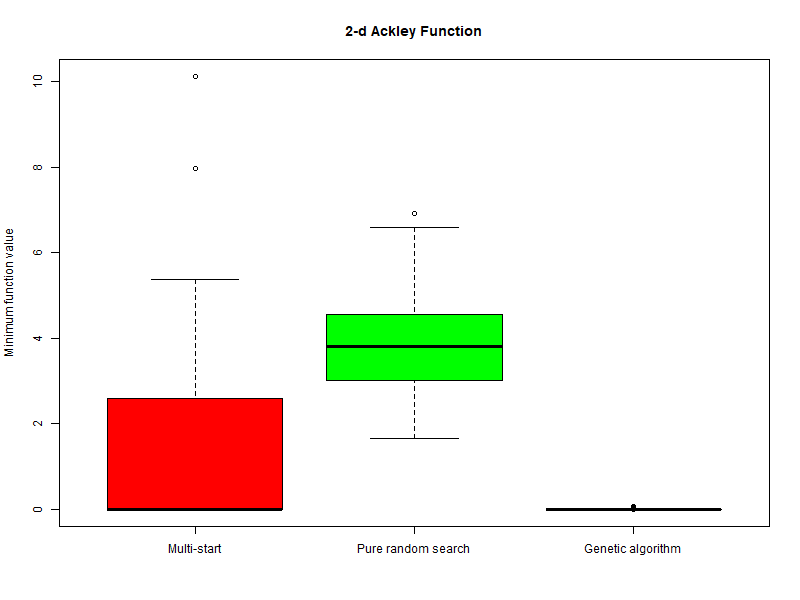 2-d Ackley Function
Minimum function value
10
8
6
4
2
0
Multi-start
Pure random search
Genetic algorithm